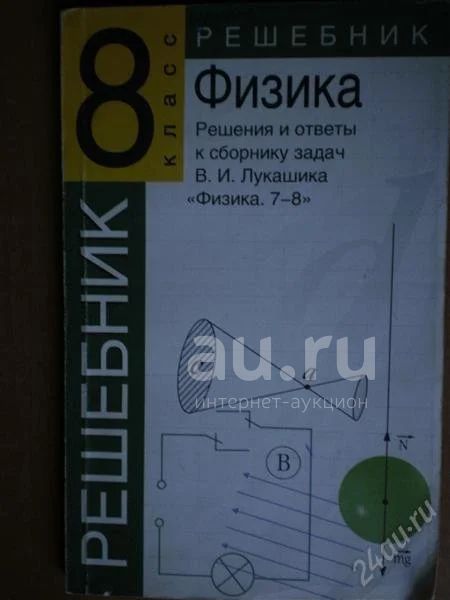 РЕШЕБНИК
8
класс
Физика
Решения и ответы
к сборнику задач
В. И. Лукашика
«Физика. 7–8»
РЕШЕБНИК
au.ru
интернет-аукцион
a
B
N
mg
24au.ru